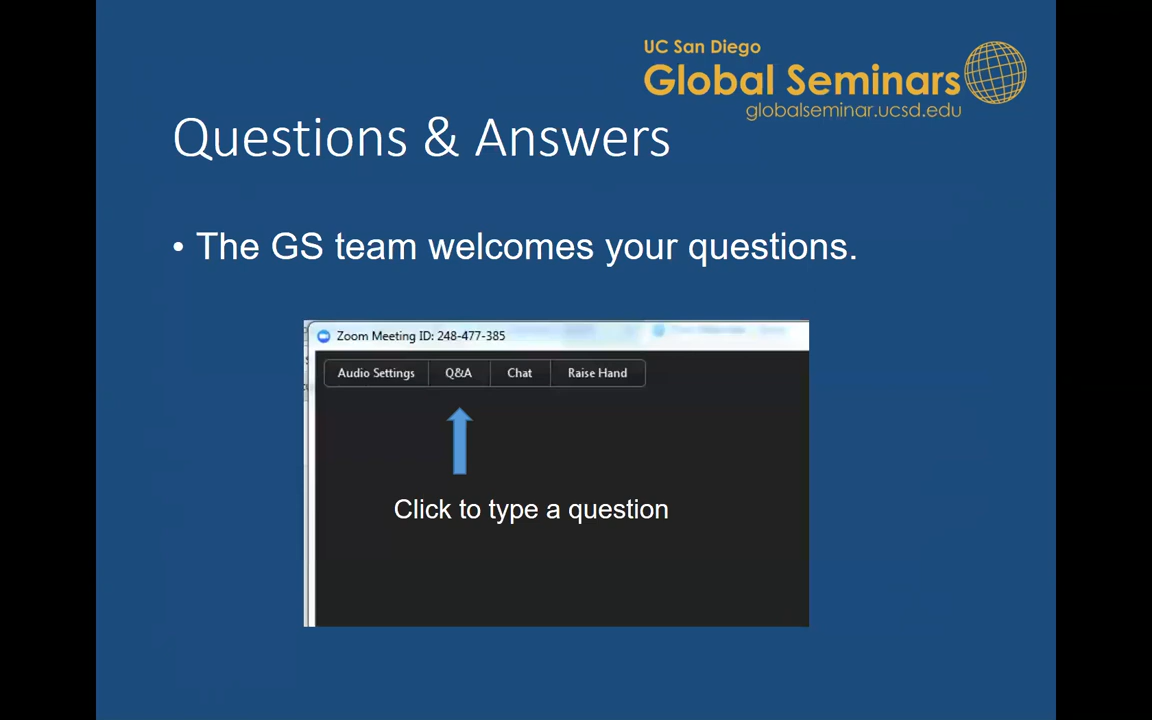 UC San Diego
Global Seminars
globalseminar.ucsd.edu
Questions & Answers
• The GS team welcomes your questions.
Zoom Meeting ID: 248-477-385
Audio Settings Q&A Chat Raise Hand
Click to type a question